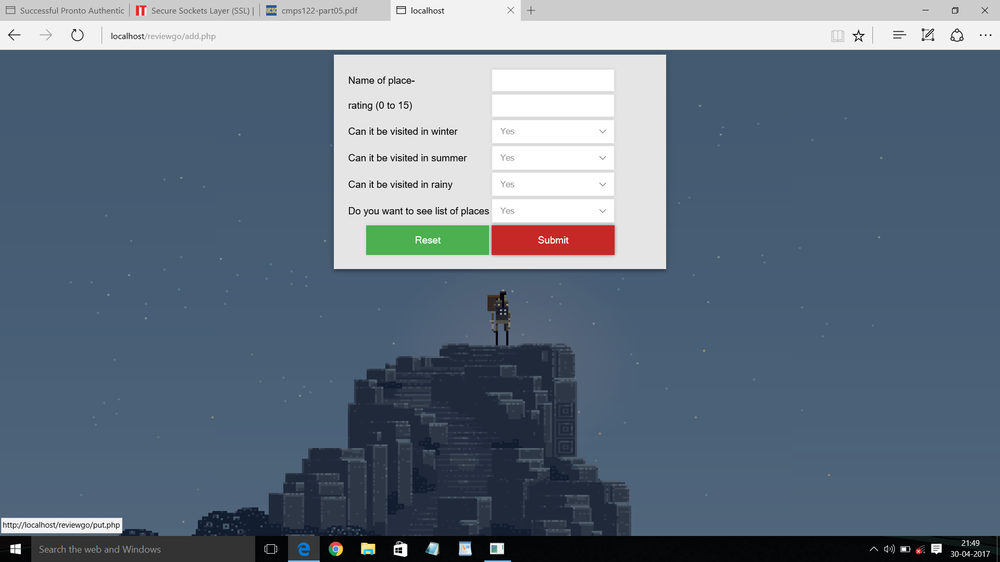 Successful Pronto Authentic
IT Secure Sockets Layer (SSL) |
UCSC cmps122-part05.pdf
localhost
localhost/reviewgo/add.php
Name of place-
rating (0 to 15)
Can it be visited in winter Yes
Can it be visited in summer Yes
Can it be visited in rainy Yes
Do you want to see list of places Yes
Reset Submit
http://localhost/reviewgo/put.php
Search the web and Windows
21:49
30-04-2017